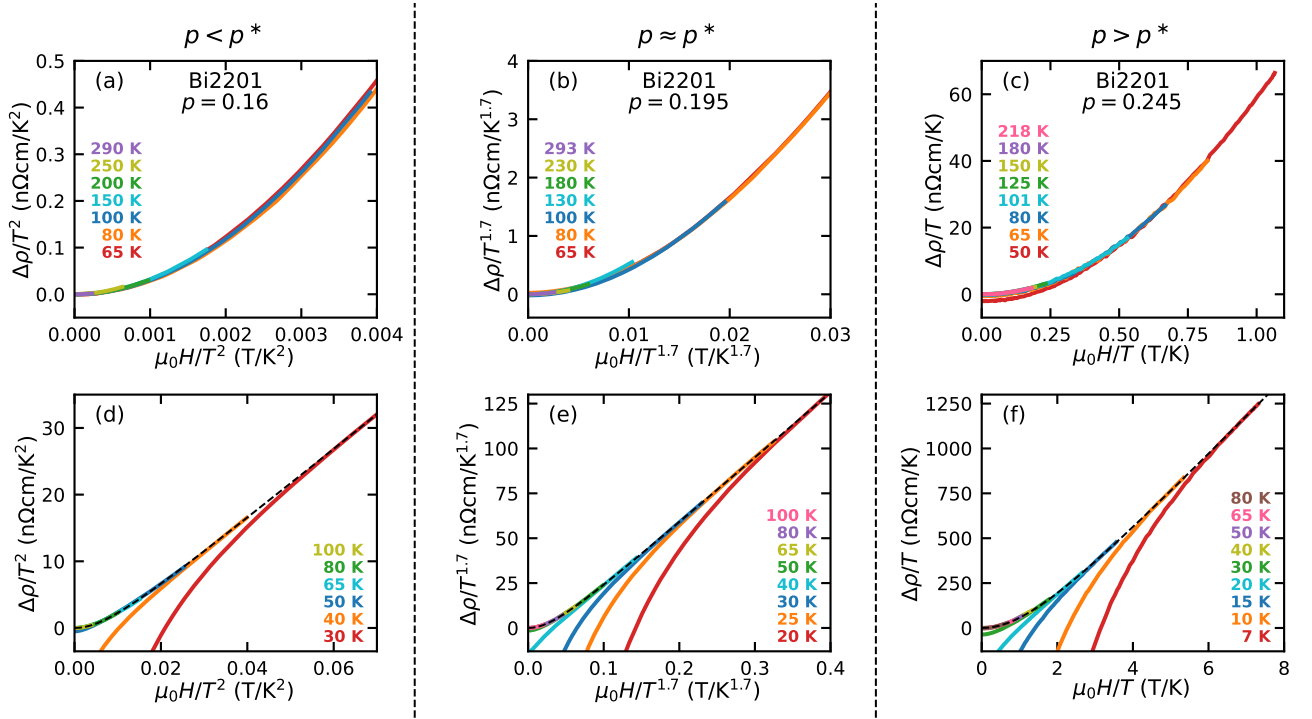 p < p *
p ≈ p *
p > p *
(a)
Bi2201
p = 0.16
290 K
250 K
200 K
150 K
100 K
80 K
65 K
0.5
0.4
0.3
0.2
0.1
0.0
Δρ/T² (nΩcm/K²)
0.000 0.001 0.002 0.003 0.004
μ₀H/T² (T/K²)
(b)
Bi2201
p = 0.195
293 K
230 K
180 K
130 K
100 K
80 K
65 K
4
3
2
1
0
Δρ/T^1.7 (nΩcm/K^1.7)
0.00 0.01 0.02 0.03
μ₀H/T^1.7 (T/K^1.7)
(c)
Bi2201
p = 0.245
218 K
180 K
150 K
125 K
101 K
80 K
65 K
50 K
60
40
20
0
Δρ/T (nΩcm/K)
0.00 0.25 0.50 0.75 1.00
μ₀H/T (T/K)
(d)
100 K
80 K
65 K
50 K
40 K
30 K
30
20
10
0
Δρ/T² (nΩcm/K²)
0.00 0.02 0.04 0.06
μ₀H/T² (T/K²)
(e)
100 K
80 K
65 K
50 K
40 K
30 K
25 K
20 K
125
100
75
50
25
0
Δρ/T^1.7 (nΩcm/K^1.7)
0.0 0.1 0.2 0.3 0.4
μ₀H/T^1.7 (T/K^1.7)
(f)
80 K
65 K
50 K
40 K
30 K
20 K
15 K
10 K
7 K
1250
1000
750
500
250
0
Δρ/T (nΩcm/K)
0 2 4 6 8
μ₀H/T (T/K)